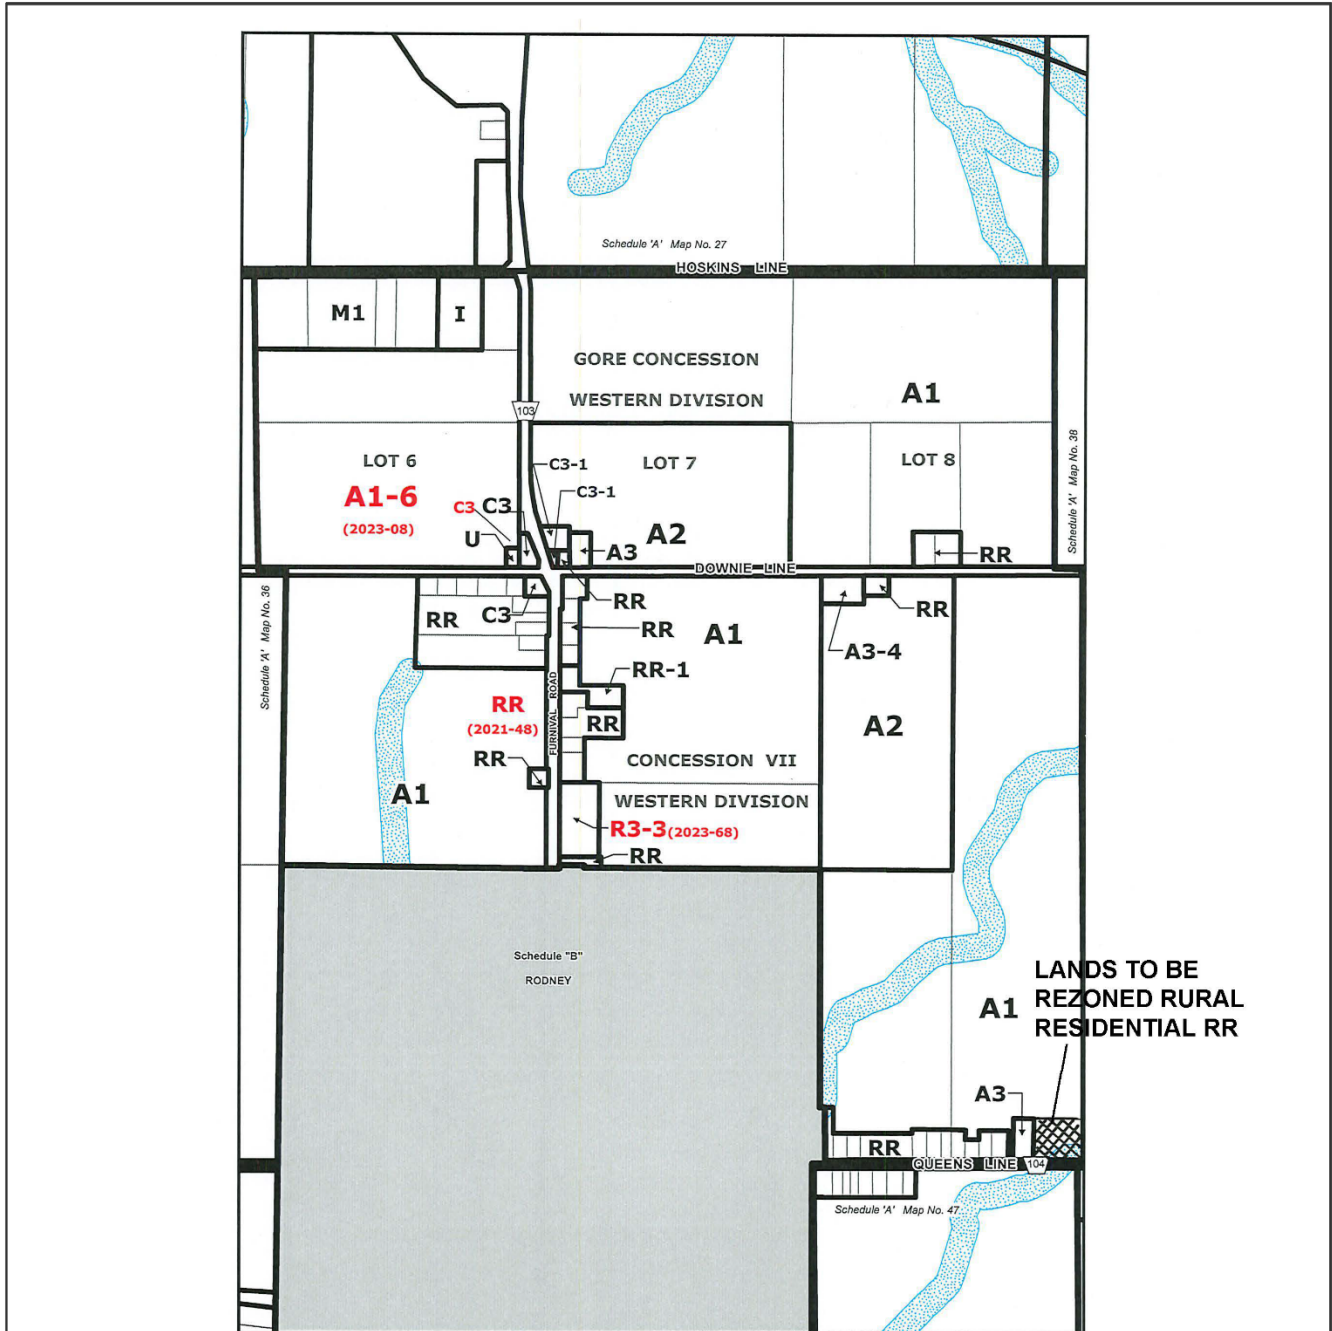 Schedule 'A' Map No. 27
HOSKINS LINE
M1
I
GORE CONCESSION
WESTERN DIVISION
A1
103
LOT 6
A1-6
(2023-08)
C3
C3
U
C3-1
C3-1
LOT 7
A2
A3
LOT 8
RR
Schedule 'A' Map No. 38
DOWNIE LINE
Schedule 'A' Map No. 36
RR
C3
RR
RR
A1
RR-1
RR
A3-4
RR
A2
RR
(2021-48)
RR
A1
FURNIVAL ROAD
CONCESSION VII
WESTERN DIVISION
R3-3(2023-68)
RR
Schedule "B"
RODNEY
LANDS TO BE
REZONED RURAL
RESIDENTIAL RR
A1
A3
RR
QUEENS LINE
104
Schedule 'A' Map No. 47